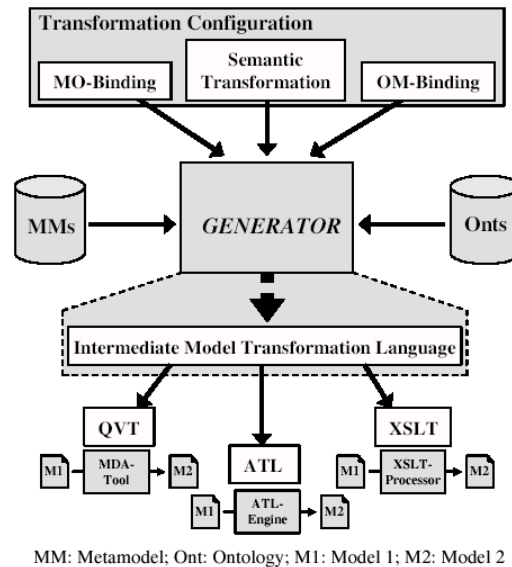 Transformation Configuration
MO-Binding
Semantic
Transformation
OM-Binding
MMs
GENERATOR
Onts
Intermediate Model Transformation Language
QVT
ATL
XSLT
M1
MDA-
Tool
M2
M1
ATL-
Engine
M2
M1
XSLT-
Processor
M2
MM: Metamodel; Ont: Ontology; M1: Model 1; M2: Model 2